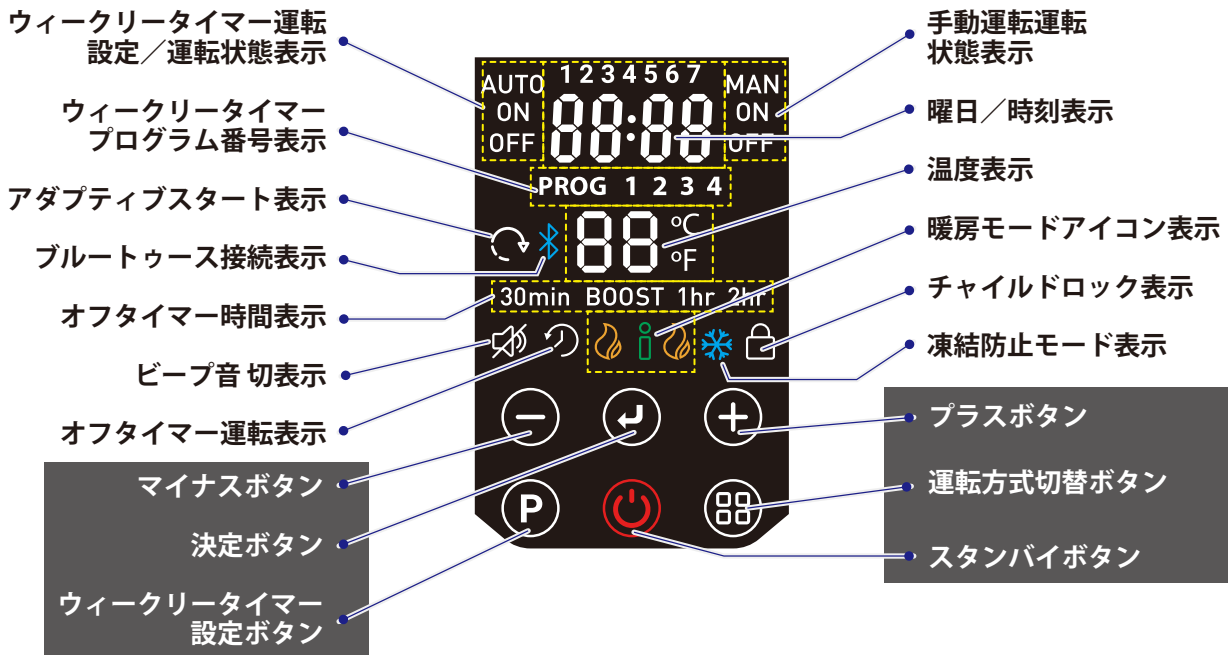 ウィークリータイマー運転
設定／運転状態表示
ウィークリータイマー
プログラム番号表示
アダプティブスタート表示
ブルートゥース接続表示
オフタイマー時間表示
ビープ音 切表示
オフタイマー運転表示
マイナスボタン
決定ボタン
ウィークリータイマー
設定ボタン
AUTO
ON
OFF
1 2 3 4 5 6 7
88:88
MAN
ON
OFF
PROG 1 2 3 4
88
°C
°F
30min BOOST 1hr 2hr
P
手動運転運転
状態表示
曜日／時刻表示
温度表示
暖房モードアイコン表示
チャイルドロック表示
凍結防止モード表示
プラスボタン
運転方式切替ボタン
スタンバイボタン